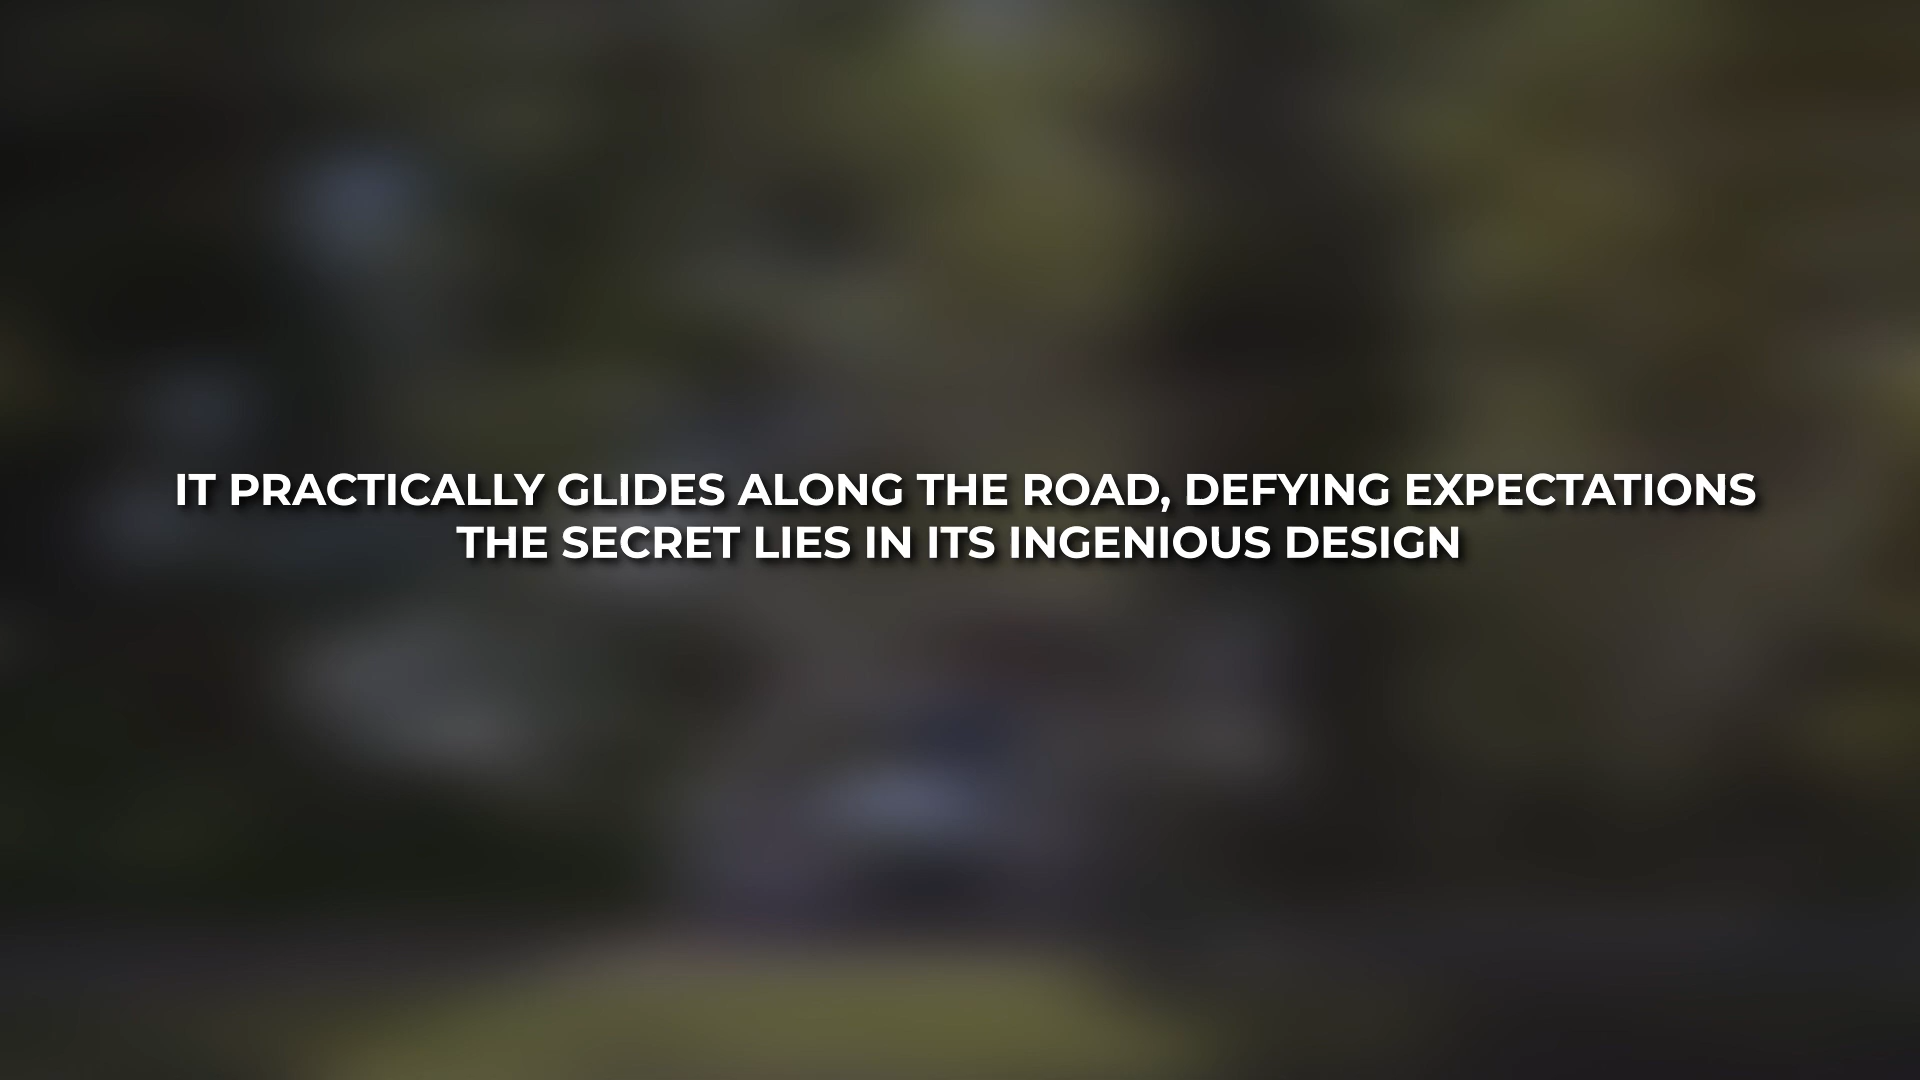 IT PRACTICALLY GLIDES ALONG THE ROAD, DEFYING EXPECTATIONS
THE SECRET LIES IN ITS INGENIOUS DESIGN